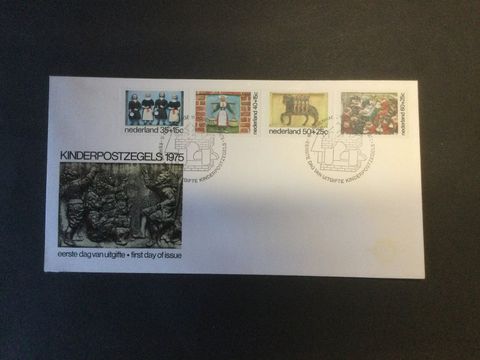 nederland 35+15c
nederland 40+15c
nederland 50+25c
nederland 60+25c
KINDERPOSTZEGELS 1975
EERSTE DAG VAN UITGIFTE KINDERPOSTZEGELS
eerste dag van uitgifte • first day of issue